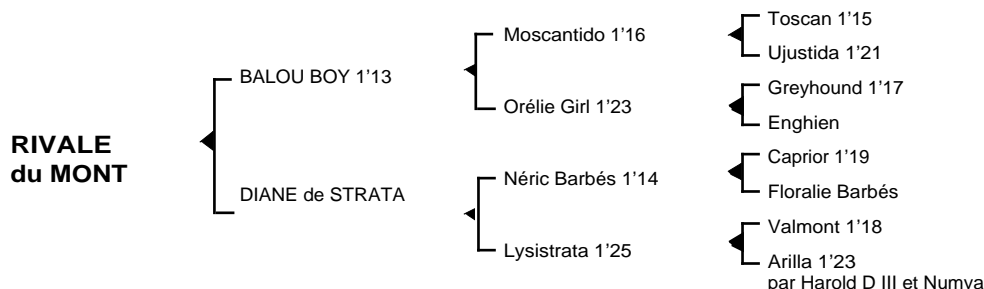 RIVALE
du MONT
BALOU BOY 1’13
DIANE de STRATA
Moscantido 1’16
Orélie Girl 1’23
Néric Barbés 1’14
Lysistrata 1’25
Toscan 1’15
Ujustida 1’21
Greyhound 1’17
Enghien
Caprior 1’19
Floralie Barbés
Valmont 1’18
Arilla 1’23
par Harold D III et Numya